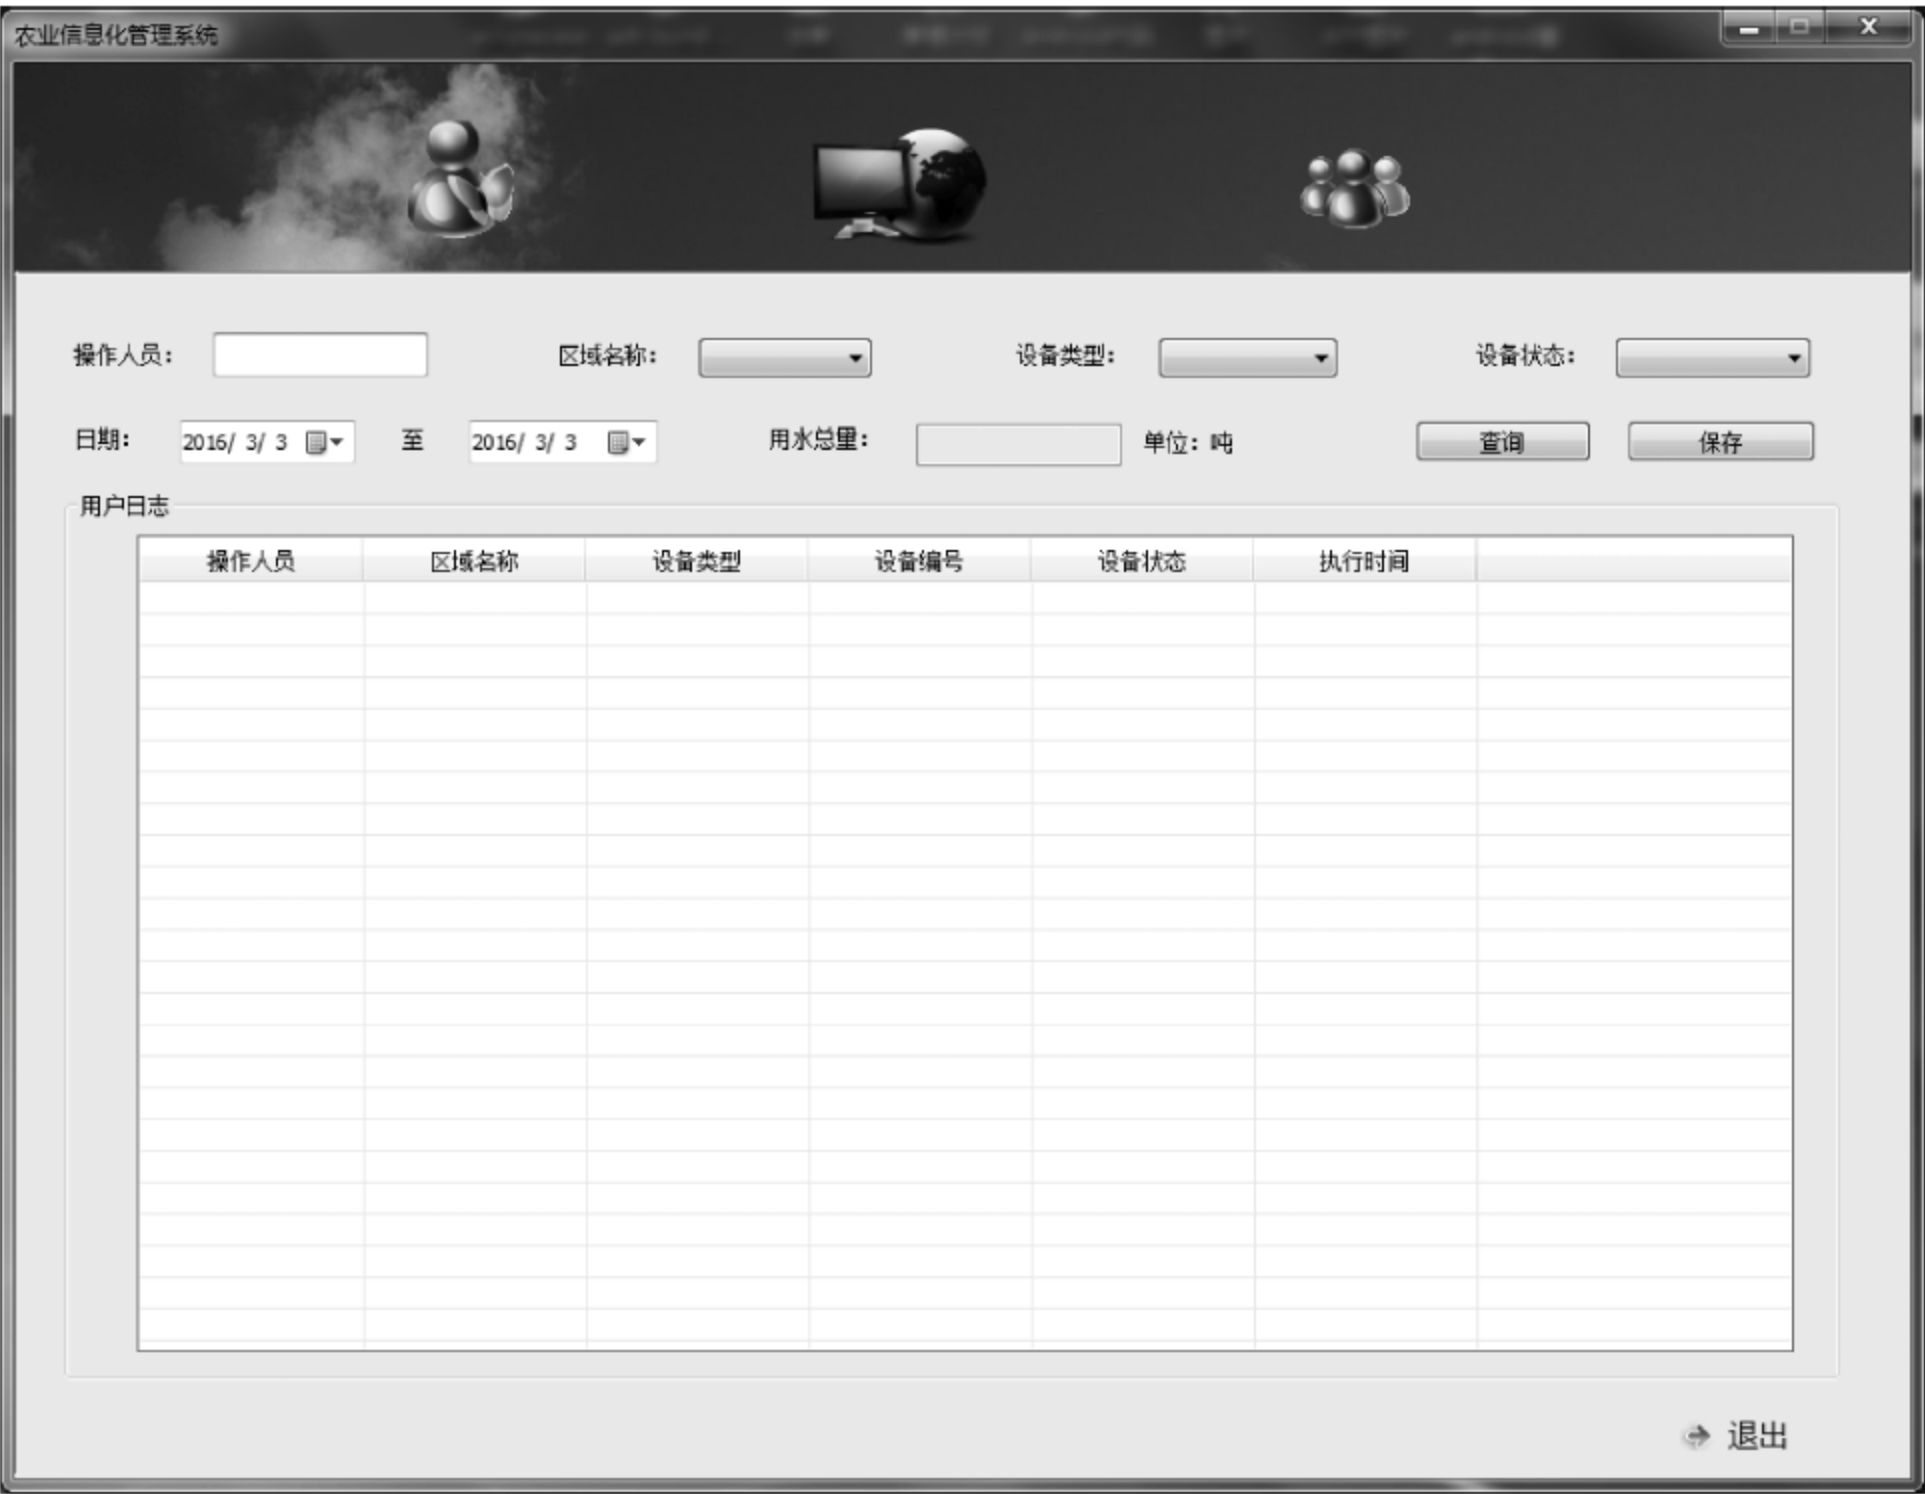 农业信息化管理系统
操作人员： 区域名称： 设备类型： 设备状态：
日期： 2016/ 3/ 3 至 2016/ 3/ 3 用水总里： 单位：吨 查询 保存
用户日志
操作人员 区域名称 设备类型 设备编号 设备状态 执行时间
退出